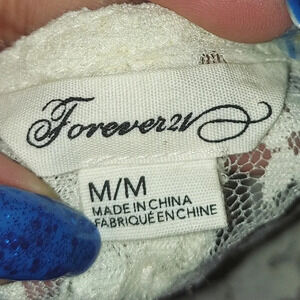 Forever21
M/M
MADE IN CHINA
FABRIQUÉ EN CHINE